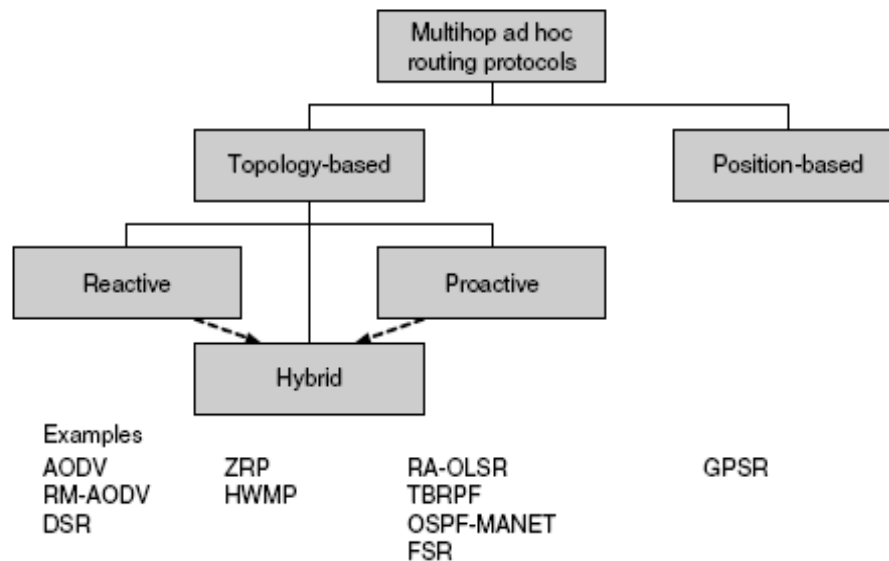 Multihop ad hoc
routing protocols
Topology-based
Position-based
Reactive
Proactive
Hybrid
Examples
AODV
RM-AODV
DSR
ZRP
HWMP
RA-OLSR
TBRPF
OSPF-MANET
FSR
GPSR